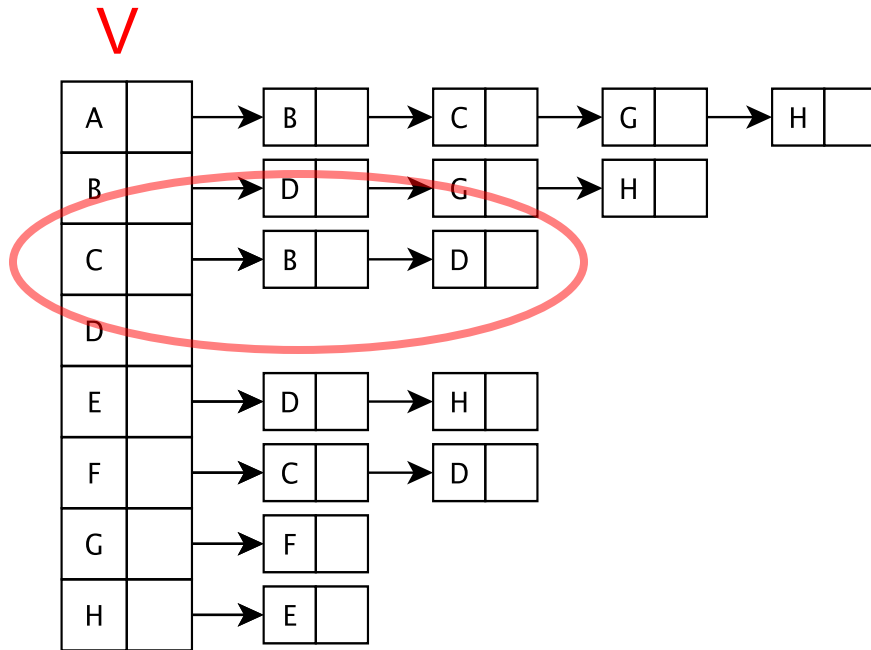 V
A B C G H
B D G H
C B D
D
E D H
F C D
G F
H E